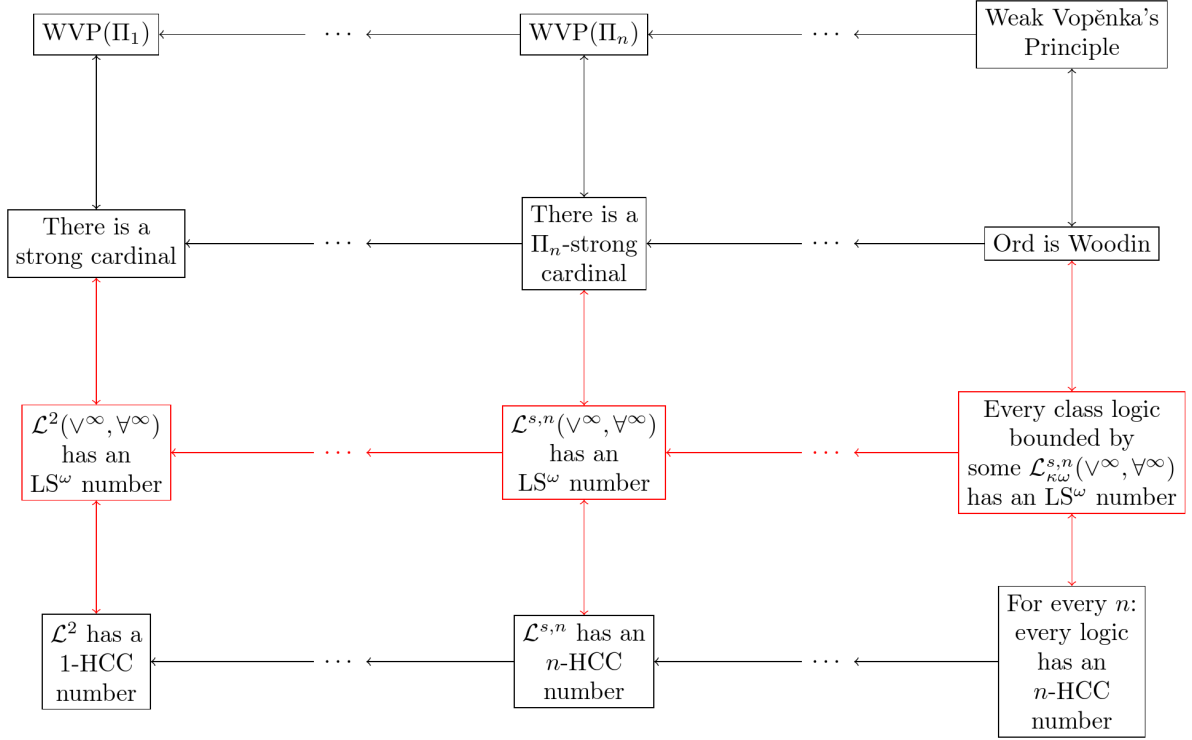 WVP(Π₁)
···
WVP(Πₙ)
···
Weak Vopěnka's
Principle
There is a
strong cardinal
···
There is a
Πₙ-strong
cardinal
···
Ord is Woodin
ℒ²(∨^∞, ∀^∞)
has an
LS^ω number
···
ℒ^{s,n}(∨^∞, ∀^∞)
has an
LS^ω number
···
Every class logic
bounded by
some ℒ^{s,n}_{κω}(∨^∞, ∀^∞)
has an LS^ω number
ℒ² has a
1-HCC
number
···
ℒ^{s,n} has an
n-HCC
number
···
For every n:
every logic
has an
n-HCC
number